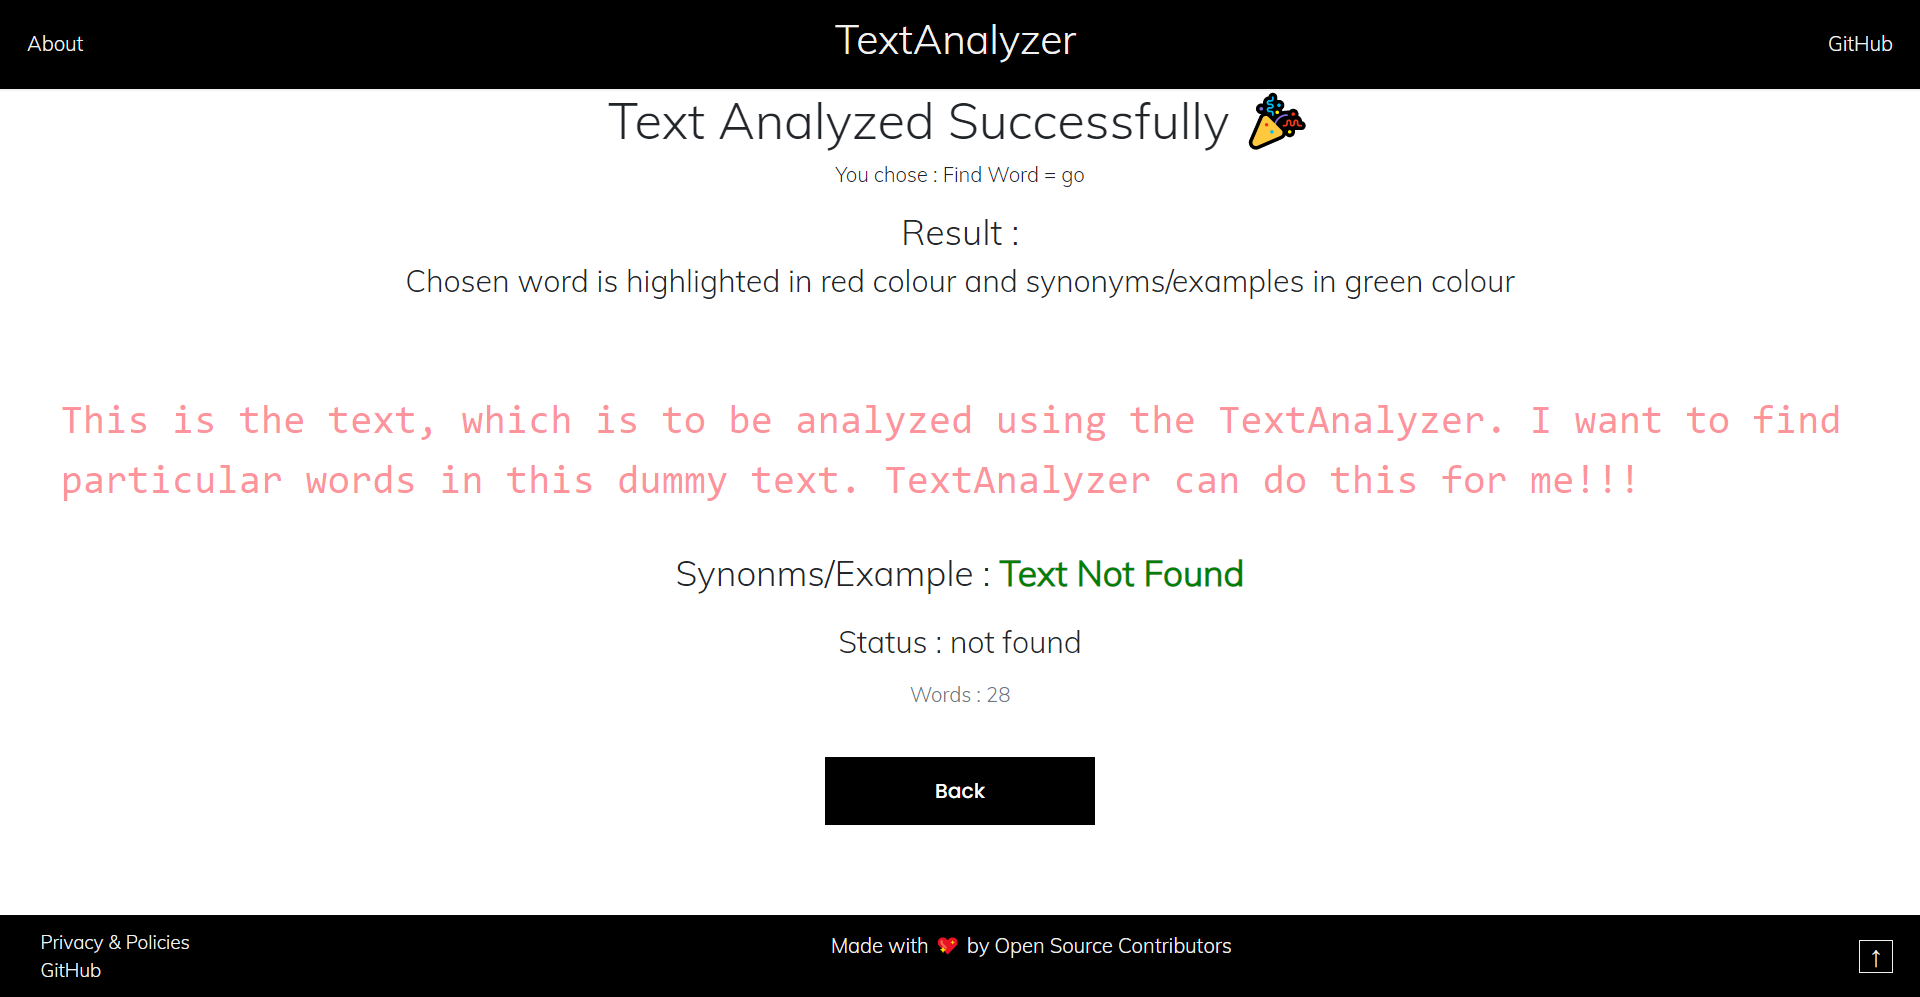 About
TextAnalyzer
GitHub
Text Analyzed Successfully 🎉
You chose : Find Word = go
Result :
Chosen word is highlighted in red colour and synonyms/examples in green colour
This is the text, which is to be analyzed using the TextAnalyzer. I want to find
particular words in this dummy text. TextAnalyzer can do this for me!!!
Synonms/Example : Text Not Found
Status : not found
Words : 28
Back
Privacy & Policies
GitHub
Made with 💖 by Open Source Contributors
↑